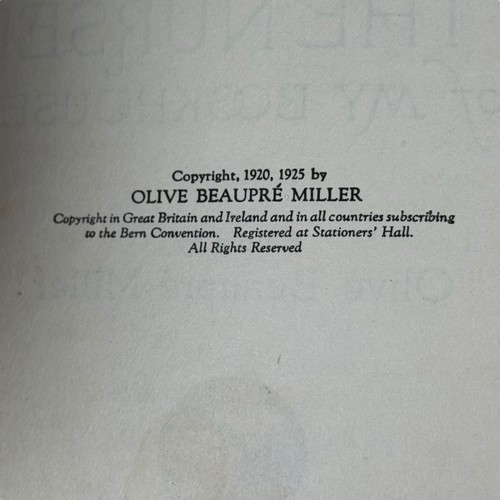 Copyright, 1920, 1925 by
OLIVE BEAUPRÉ MILLER
Copyright in Great Britain and Ireland and in all countries subscribing
to the Bern Convention. Registered at Stationers' Hall.
All Rights Reserved